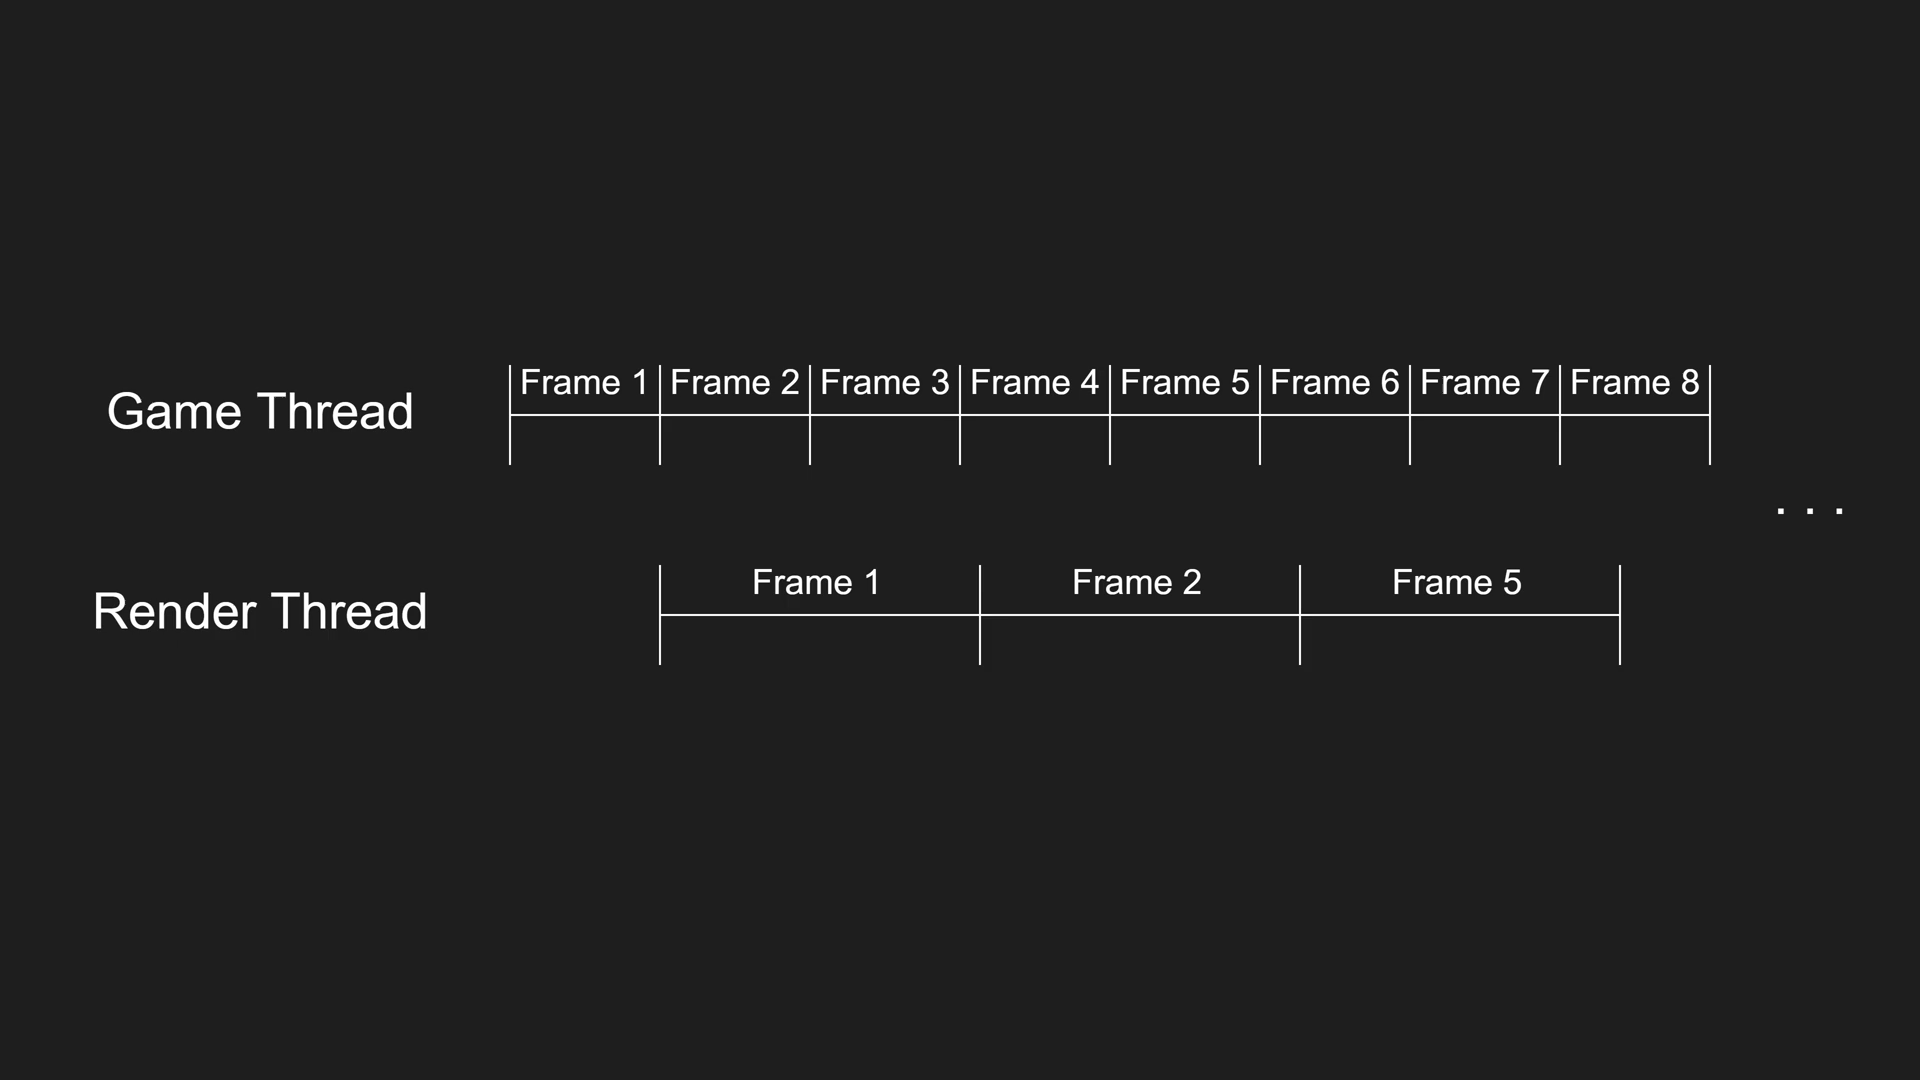 Game Thread
Frame 1 Frame 2 Frame 3 Frame 4 Frame 5 Frame 6 Frame 7 Frame 8
. . .
Render Thread
Frame 1 Frame 2 Frame 5